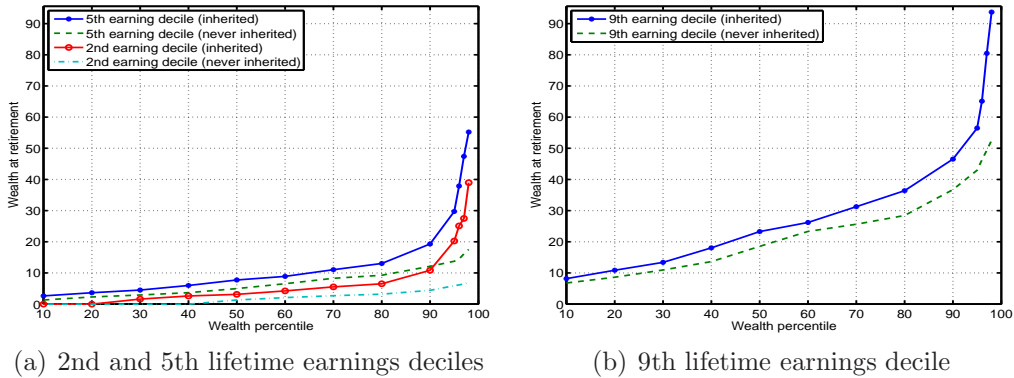 5th earning decile (inherited)
5th earning decile (never inherited)
2nd earning decile (inherited)
2nd earning decile (never inherited)
90
80
70
60
50
40
30
20
10
0
Wealth at retirement
10 20 30 40 50 60 70 80 90 100
Wealth percentile
(a) 2nd and 5th lifetime earnings deciles
9th earning decile (inherited)
9th earning decile (never inherited)
90
80
70
60
50
40
30
20
10
0
Wealth at retirement
10 20 30 40 50 60 70 80 90 100
Wealth percentile
(b) 9th lifetime earnings decile